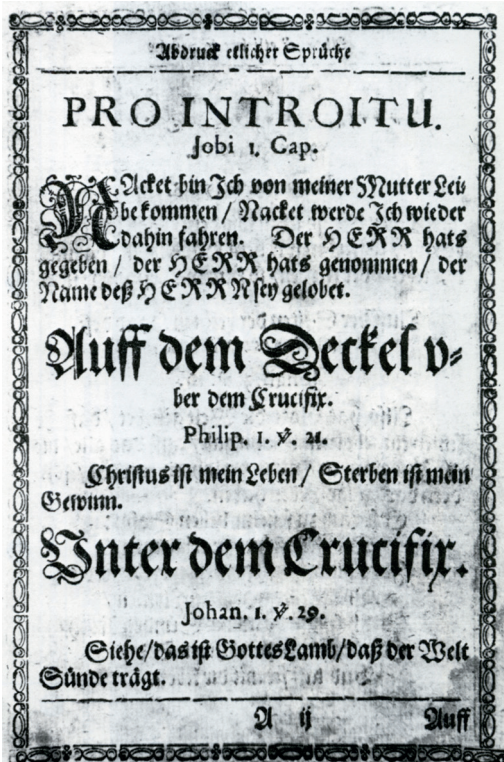 Abdruck etlicher Sprüche
PRO INTROITU.
Jobi 1. Cap.
NAcket bin Ich von meiner Mutter Lei-
be kommen / Nacket werde Ich wieder
dahin fahren. Der HERR hats
gegeben / der HERR hats genommen / der
Name deß HERRN sey gelobet.
Auff dem Deckel v-
ber dem Crucifix.
Philip. 1. ℣. 21.
Christus ist mein Leben / Sterben ist mein
Gewinn.
Unter dem Crucifix.
Johan. 1. ℣. 29.
Siehe/das ist Gottes Lamb/daß der Welt
Sünde trägt.
A ij Auff